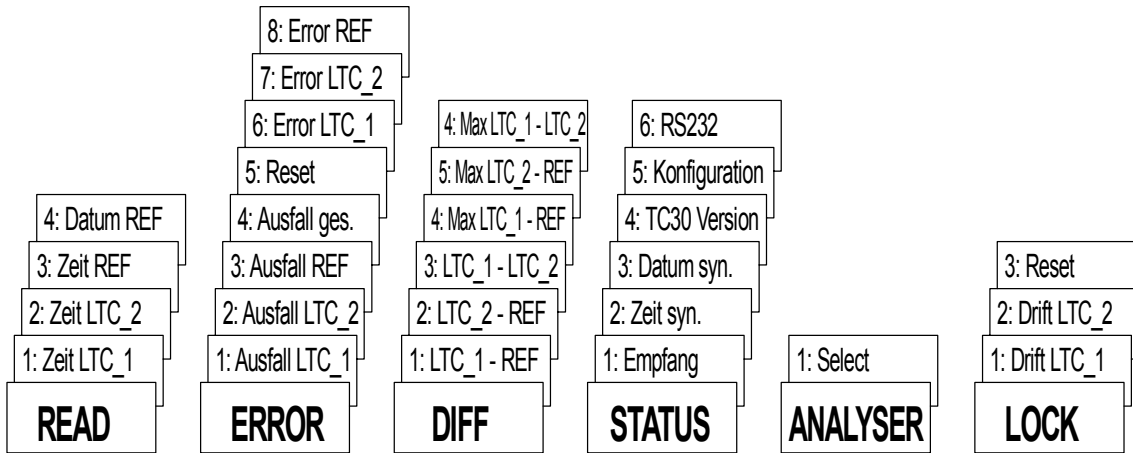 8: Error REF
7: Error LTC_2
6: Error LTC_1
5: Reset
4: Ausfall ges.
3: Ausfall REF
2: Ausfall LTC_2
1: Ausfall LTC_1
ERROR
4: Datum REF
3: Zeit REF
2: Zeit LTC_2
1: Zeit LTC_1
READ
4: Max LTC_1 - LTC_2
5: Max LTC_2 - REF
4: Max LTC_1 - REF
3: LTC_1 - LTC_2
2: LTC_2 - REF
1: LTC_1 - REF
DIFF
6: RS232
5: Konfiguration
4: TC30 Version
3: Datum syn.
2: Zeit syn.
1: Empfang
STATUS
1: Select
ANALYSER
3: Reset
2: Drift LTC_2
1: Drift LTC_1
LOCK